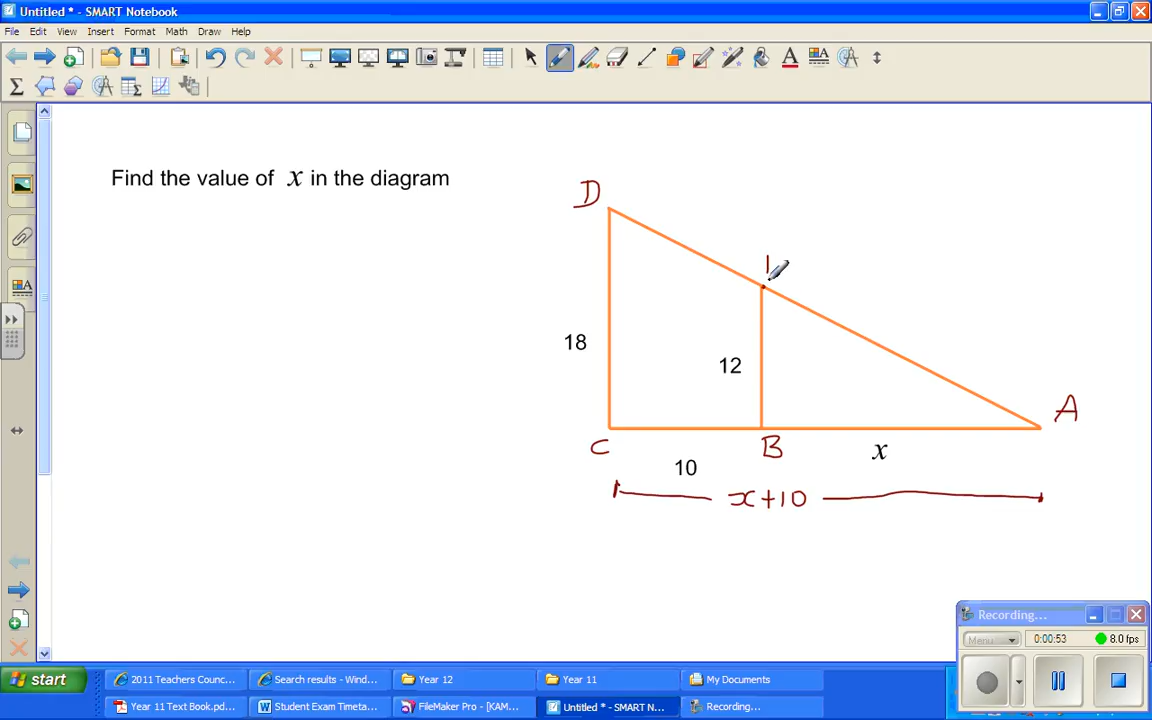 Untitled * - SMART Notebook
File Edit View Insert Format Math Draw Help
Find the value of x in the diagram
D
18
12
A
C
B
x
10
x+10
Recording...
Menu
0:00:53
8.0 fps
start
2011 Teachers Counc...
Search results - Wind...
Year 12
Year 11
My Documents
Year 11 Text Book.pd...
Student Exam Timeta...
FileMaker Pro - [KAM...
Untitled * - SMART N...
Recording...